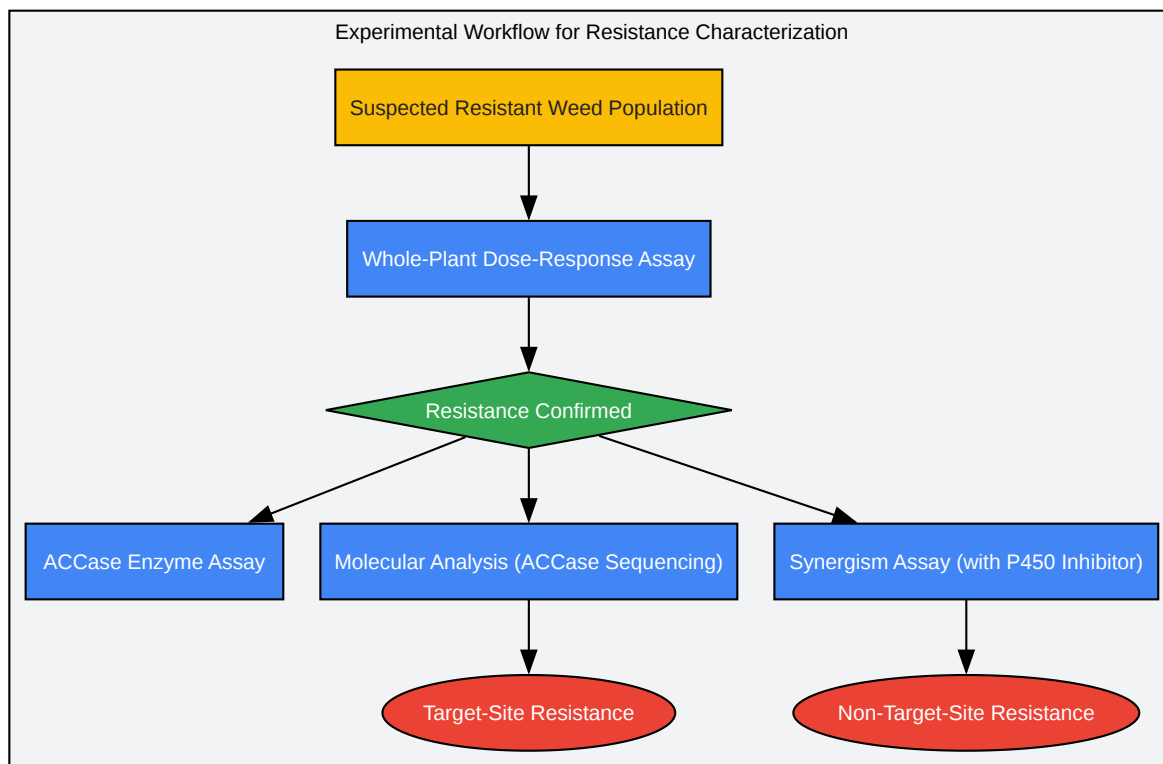 Experimental Workflow for Resistance Characterization
Suspected Resistant Weed Population
Whole-Plant Dose-Response Assay
Resistance Confirmed
ACCase Enzyme Assay
Molecular Analysis (ACCase Sequencing)
Synergism Assay (with P450 Inhibitor)
Target-Site Resistance
Non-Target-Site Resistance